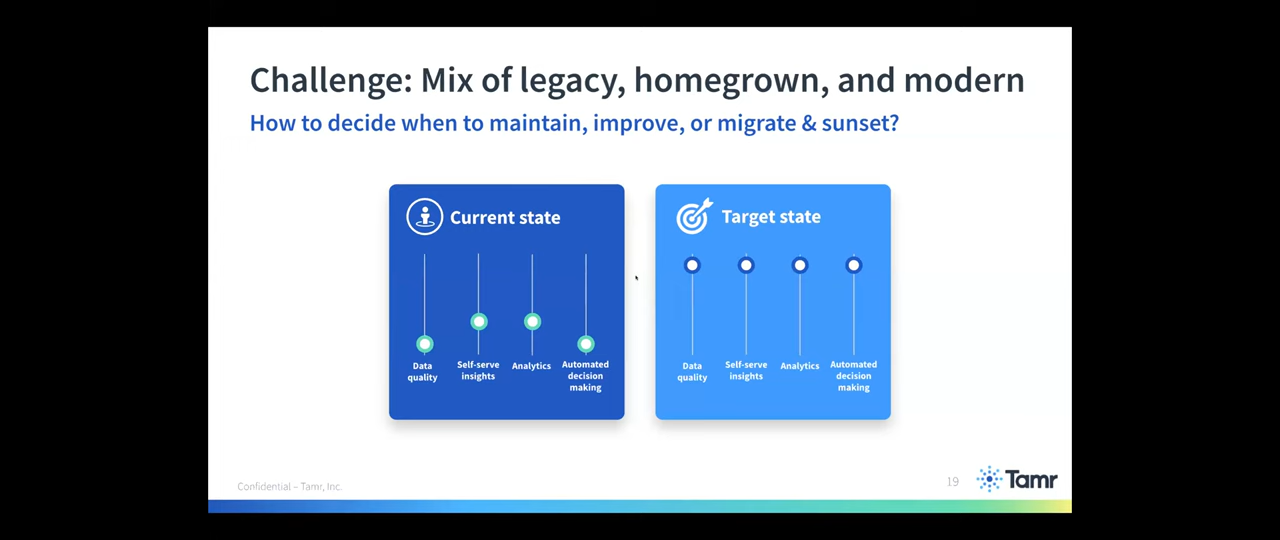 Challenge: Mix of legacy, homegrown, and modern
How to decide when to maintain, improve, or migrate & sunset?
Current state
Data
quality
Self-serve
insights
Analytics
Automated
decision
making
Target state
Data
quality
Self-serve
insights
Analytics
Automated
decision
making
Confidential – Tamr, Inc.
19
Tamr